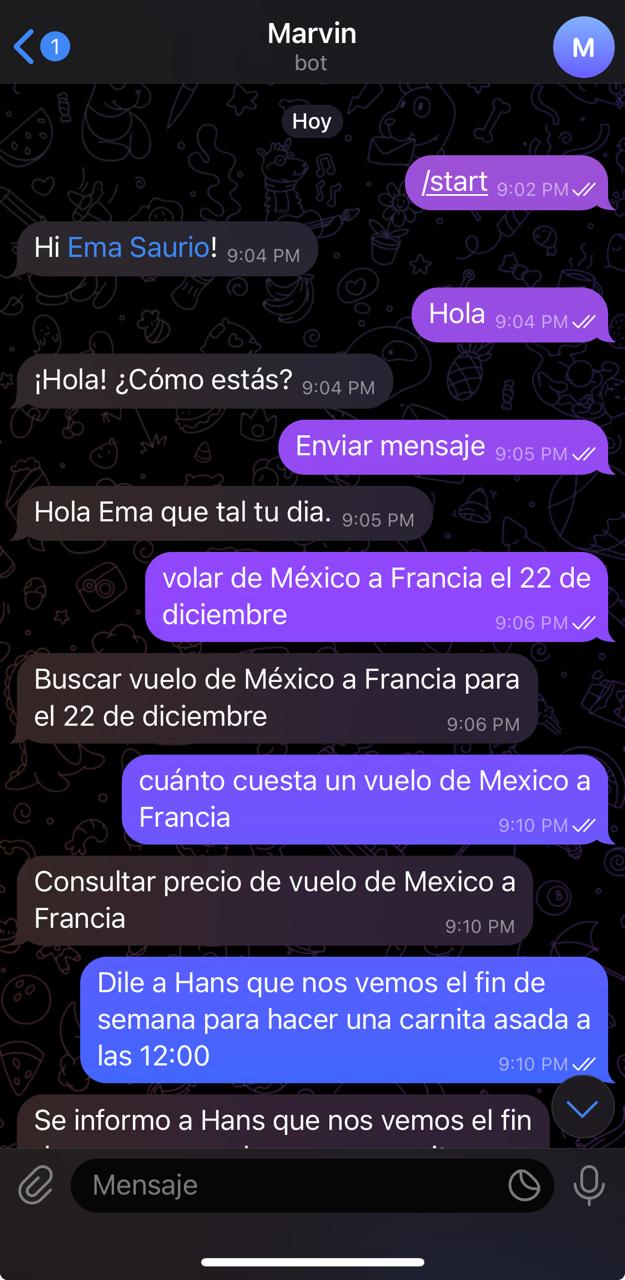 1
Marvin
bot
M
Hoy
/start 9:02 PM
Hi Ema Saurio! 9:04 PM
Hola 9:04 PM
¡Hola! ¿Cómo estás? 9:04 PM
Enviar mensaje 9:05 PM
Hola Ema que tal tu dia. 9:05 PM
volar de México a Francia el 22 de
diciembre 9:06 PM
Buscar vuelo de México a Francia para
el 22 de diciembre 9:06 PM
cuánto cuesta un vuelo de Mexico a
Francia 9:10 PM
Consultar precio de vuelo de Mexico a
Francia 9:10 PM
Dile a Hans que nos vemos el fin de
semana para hacer una carnita asada a
las 12:00 9:10 PM
Se informo a Hans que nos vemos el fin
Mensaje